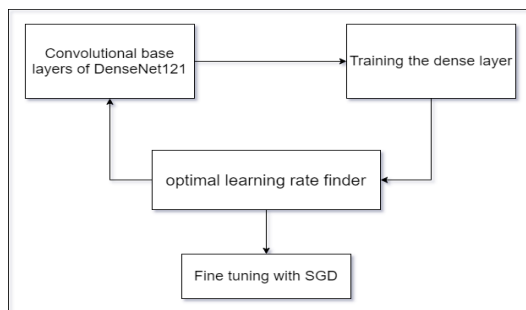 Convolutional base
layers of DenseNet121
Training the dense layer
optimal learning rate finder
Fine tuning with SGD